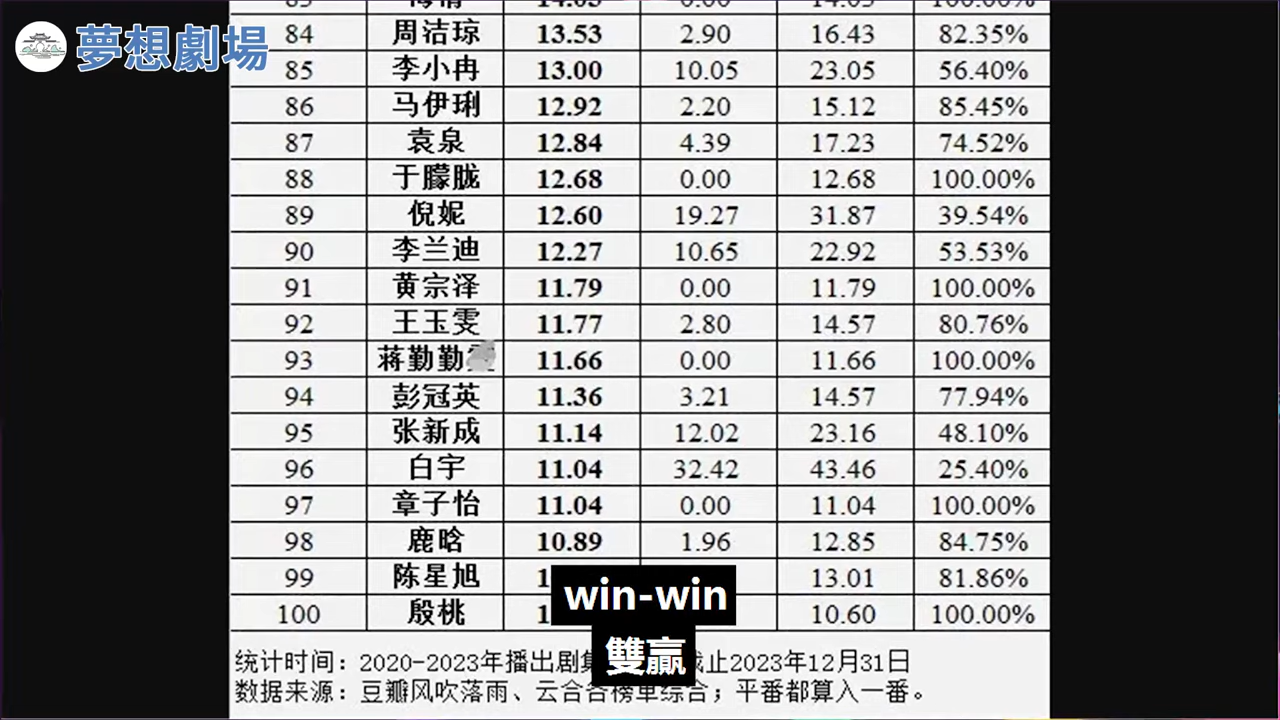 夢想劇場
84 周洁琼 13.53 2.90 16.43 82.35%
85 李小冉 13.00 10.05 23.05 56.40%
86 马伊琍 12.92 2.20 15.12 85.45%
87 袁泉 12.84 4.39 17.23 74.52%
88 于朦胧 12.68 0.00 12.68 100.00%
89 倪妮 12.60 19.27 31.87 39.54%
90 李兰迪 12.27 10.65 22.92 53.53%
91 黄宗泽 11.79 0.00 11.79 100.00%
92 王玉雯 11.77 2.80 14.57 80.76%
93 蒋勤勤 11.66 0.00 11.66 100.00%
94 彭冠英 11.36 3.21 14.57 77.94%
95 张新成 11.14 12.02 23.16 48.10%
96 白宇 11.04 32.42 43.46 25.40%
97 章子怡 11.04 0.00 11.04 100.00%
98 鹿晗 10.89 1.96 12.85 84.75%
99 陈星旭 13.01 81.86%
100 殷桃 10.60 100.00%
win-win
雙贏
统计时间：2020-2023年播出剧 截止2023年12月31日
数据来源：豆瓣风吹落雨、云合各榜单综合；平番都算入一番。